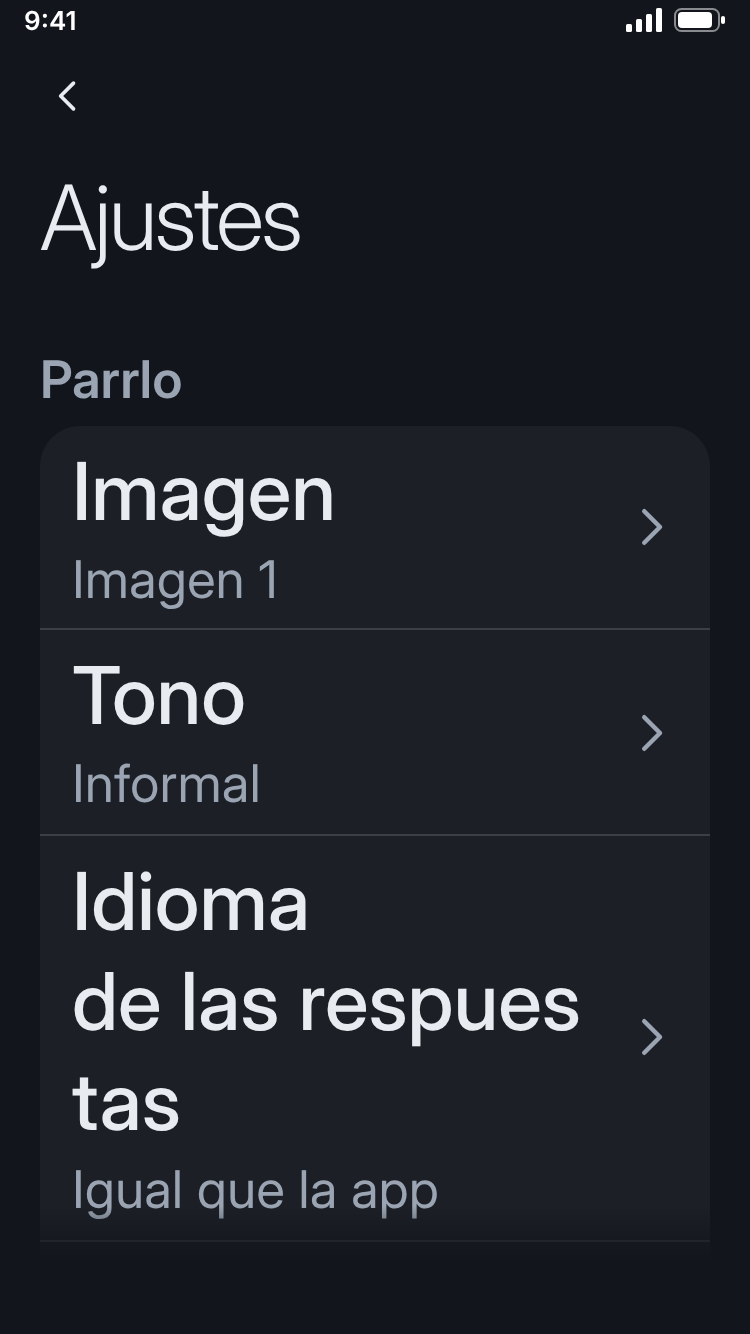 9:41
Ajustes
Parrlo
Imagen
Imagen 1
Tono
Informal
Idioma
de las respues
tas
Igual que la app